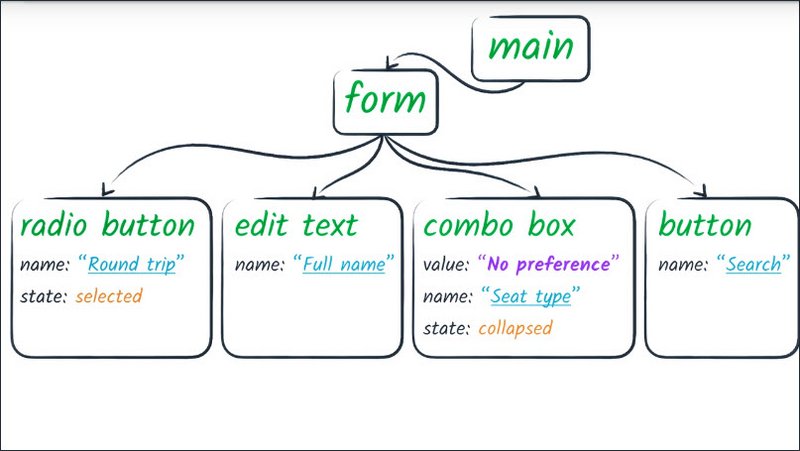 main
form
radio button
name: “Round trip”
state: selected
edit text
name: “Full name”
combo box
value: “No preference”
name: “Seat type”
state: collapsed
button
name: “Search”